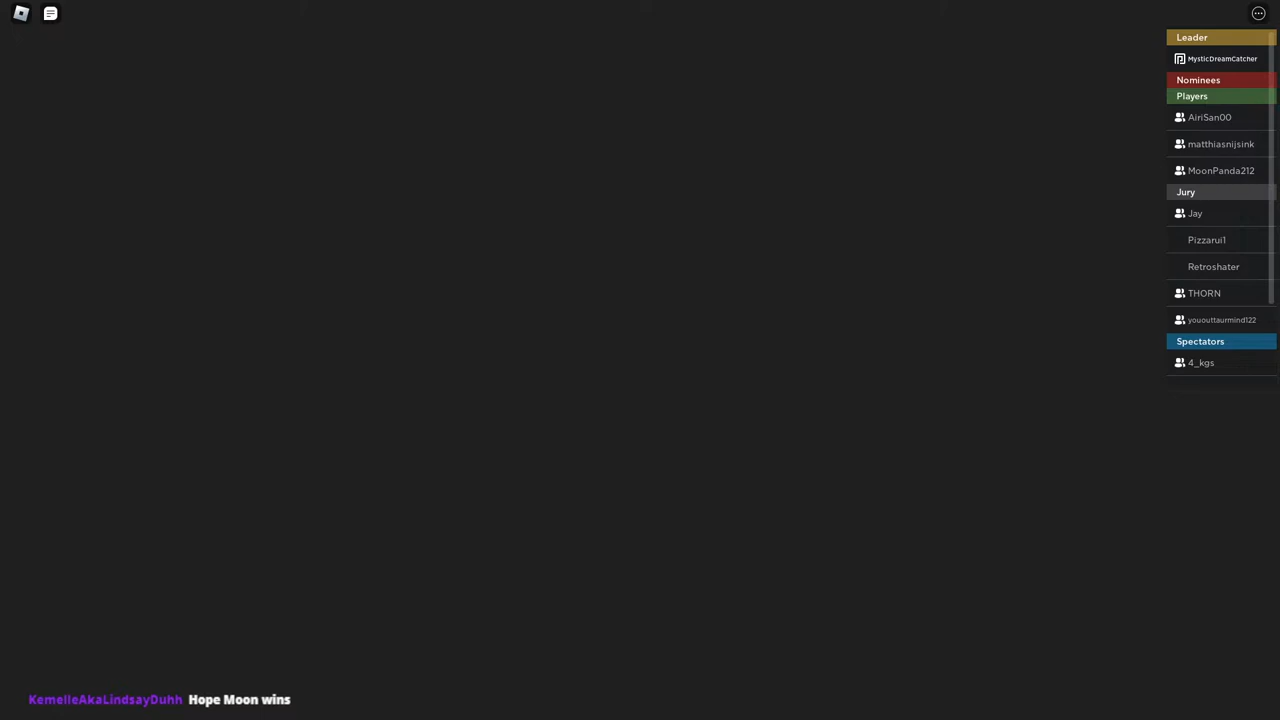 Leader
MysticDreamCatcher
Nominees
Players
AiriSan00
matthiasnijsink
MoonPanda212
Jury
Jay
Pizzarui1
Retroshater
THORN
yououttaurmind122
Spectators
4_kgs
KemelleAkaLindsayDuhh Hope Moon wins